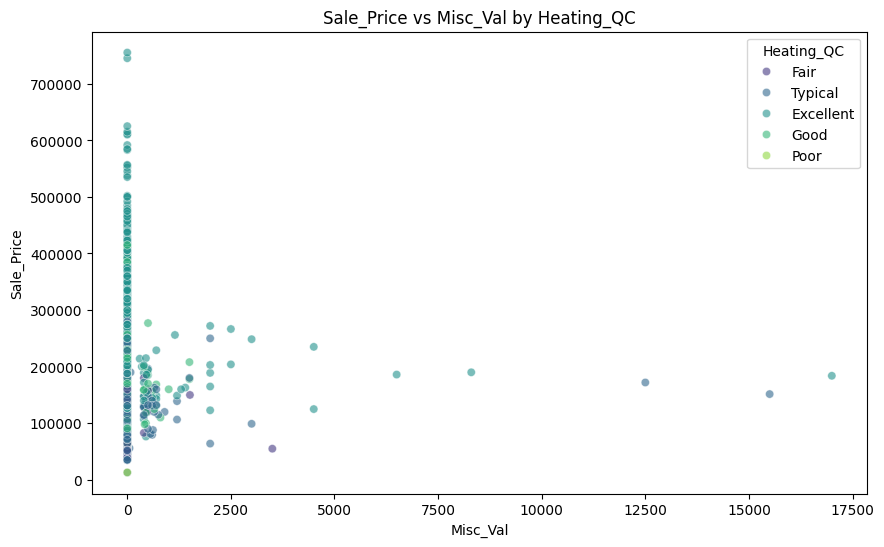 Sale_Price vs Misc_Val by Heating_QC
Heating_QC
Fair
Typical
Excellent
Good
Poor
Sale_Price
700000
600000
500000
400000
300000
200000
100000
0
0
2500
5000
7500
10000
12500
15000
17500
Misc_Val